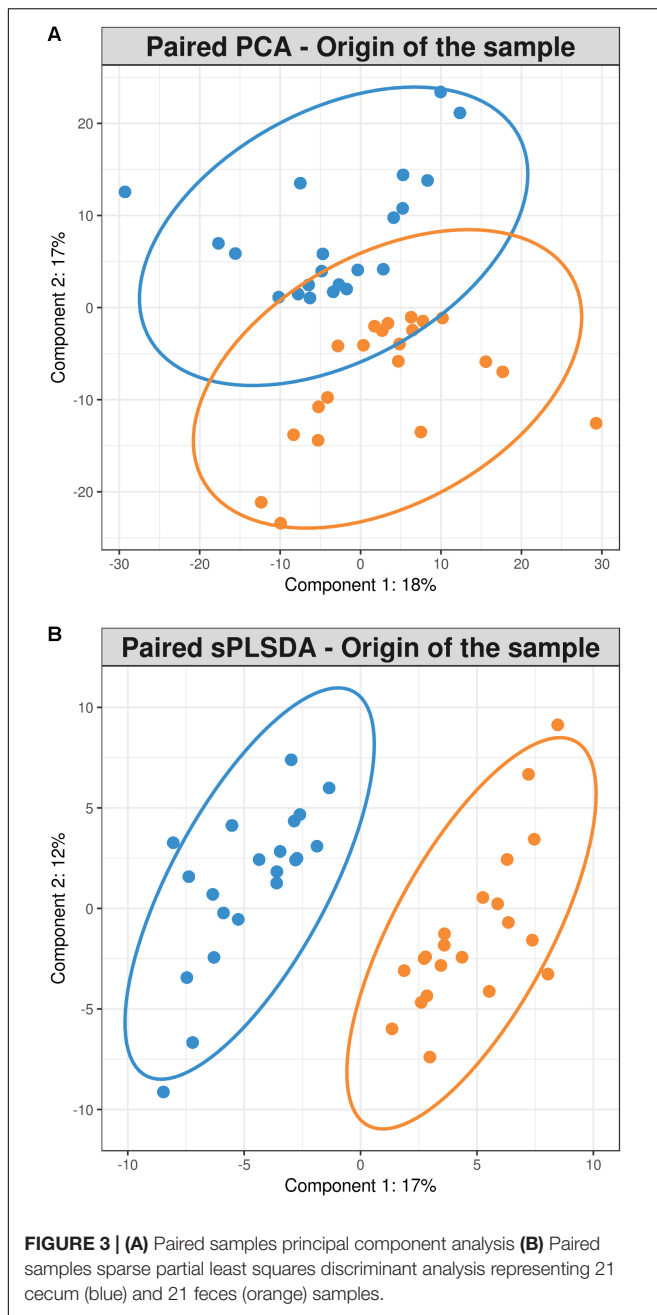 A
Paired PCA - Origin of the sample
Component 2: 17%
20
10
0
-10
-20
-30
-20
-10
0
10
20
30
Component 1: 18%
B
Paired sPLSDA - Origin of the sample
Component 2: 12%
10
5
0
-5
-10
-10
-5
0
5
10
Component 1: 17%
FIGURE 3 | (A) Paired samples principal component analysis (B) Paired
samples sparse partial least squares discriminant analysis representing 21
cecum (blue) and 21 feces (orange) samples.